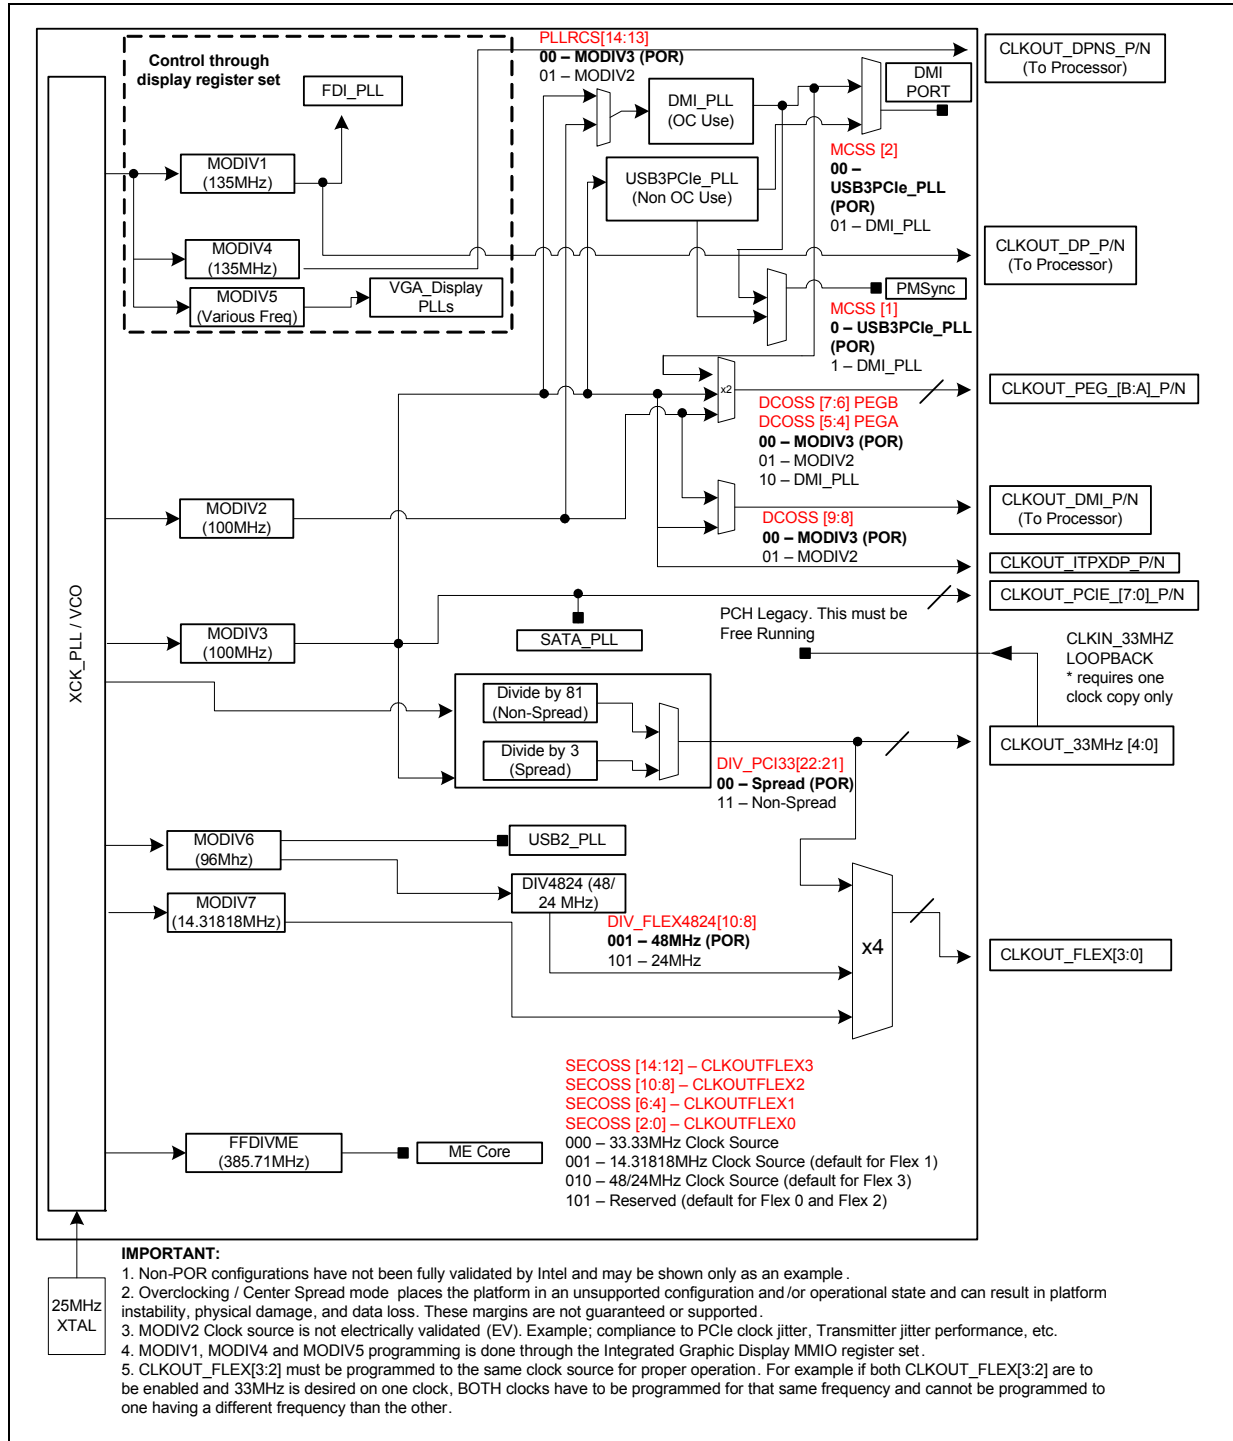 Control through
display register set
FDI_PLL
MODIV1
(135MHz)
MODIV4
(135MHz)
MODIV5
(Various Freq)
VGA_Display
PLLs
PLLRCS[14:13]
00 – MODIV3 (POR)
01 – MODIV2
DMI_PLL
(OC Use)
USB3PCIe_PLL
(Non OC Use)
DMI
PORT
MCSS [2]
00 –
USB3PCIe_PLL
(POR)
01 – DMI_PLL
PMSync
MCSS [1]
0 – USB3PCIe_PLL
(POR)
1 – DMI_PLL
x2
DCOSS [7:6] PEGB
DCOSS [5:4] PEGA
00 – MODIV3 (POR)
01 – MODIV2
10 – DMI_PLL
DCOSS [9:8]
00 – MODIV3 (POR)
01 – MODIV2
CLKOUT_DPNS_P/N
(To Processor)
CLKOUT_DP_P/N
(To Processor)
CLKOUT_PEG_[B:A]_P/N
CLKOUT_DMI_P/N
(To Processor)
CLKOUT_ITPXDP_P/N
CLKOUT_PCIE_[7:0]_P/N
MODIV2
(100MHz)
XCK_PLL / VCO
MODIV3
(100MHz)
SATA_PLL
PCH Legacy. This must be
Free Running
CLKIN_33MHZ
LOOPBACK
* requires one
clock copy only
Divide by 81
(Non-Spread)
Divide by 3
(Spread)
CLKOUT_33MHz [4:0]
DIV_PCI33[22:21]
00 – Spread (POR)
11 – Non-Spread
MODIV6
(96Mhz)
USB2_PLL
MODIV7
(14.31818MHz)
DIV4824 (48/
24 MHz)
DIV_FLEX4824[10:8]
001 – 48MHz (POR)
101 – 24MHz
x4
CLKOUT_FLEX[3:0]
SECOSS [14:12] – CLKOUTFLEX3
SECOSS [10:8] – CLKOUTFLEX2
SECOSS [6:4] – CLKOUTFLEX1
SECOSS [2:0] – CLKOUTFLEX0
000 – 33.33MHz Clock Source
001 – 14.31818MHz Clock Source (default for Flex 1)
010 – 48/24MHz Clock Source (default for Flex 3)
101 – Reserved (default for Flex 0 and Flex 2)
FFDIVME
(385.71MHz)
ME Core
25MHz
XTAL
IMPORTANT:
1. Non-POR configurations have not been fully validated by Intel and may be shown only as an example.
2. Overclocking / Center Spread mode places the platform in an unsupported configuration and/or operational state and can result in platform
instability, physical damage, and data loss. These margins are not guaranteed or supported.
3. MODIV2 Clock source is not electrically validated (EV). Example; compliance to PCIe clock jitter, Transmitter jitter performance, etc.
4. MODIV1, MODIV4 and MODIV5 programming is done through the Integrated Graphic Display MMIO register set.
5. CLKOUT_FLEX[3:2] must be programmed to the same clock source for proper operation. For example if both CLKOUT_FLEX[3:2] are to
be enabled and 33MHz is desired on one clock, BOTH clocks have to be programmed for that same frequency and cannot be programmed to
one having a different frequency than the other.